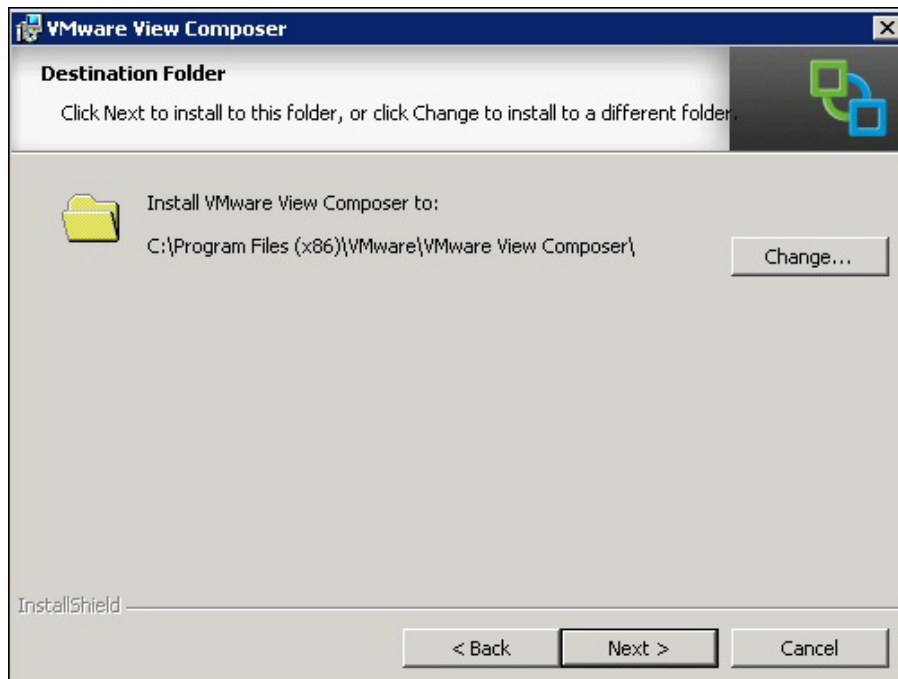 VMware View Composer
Destination Folder
Click Next to install to this folder, or click Change to install to a different folder.
Install VMware View Composer to:
C:\Program Files (x86)\VMware\VMware View Composer\
Change...
InstallShield
< Back
Next >
Cancel